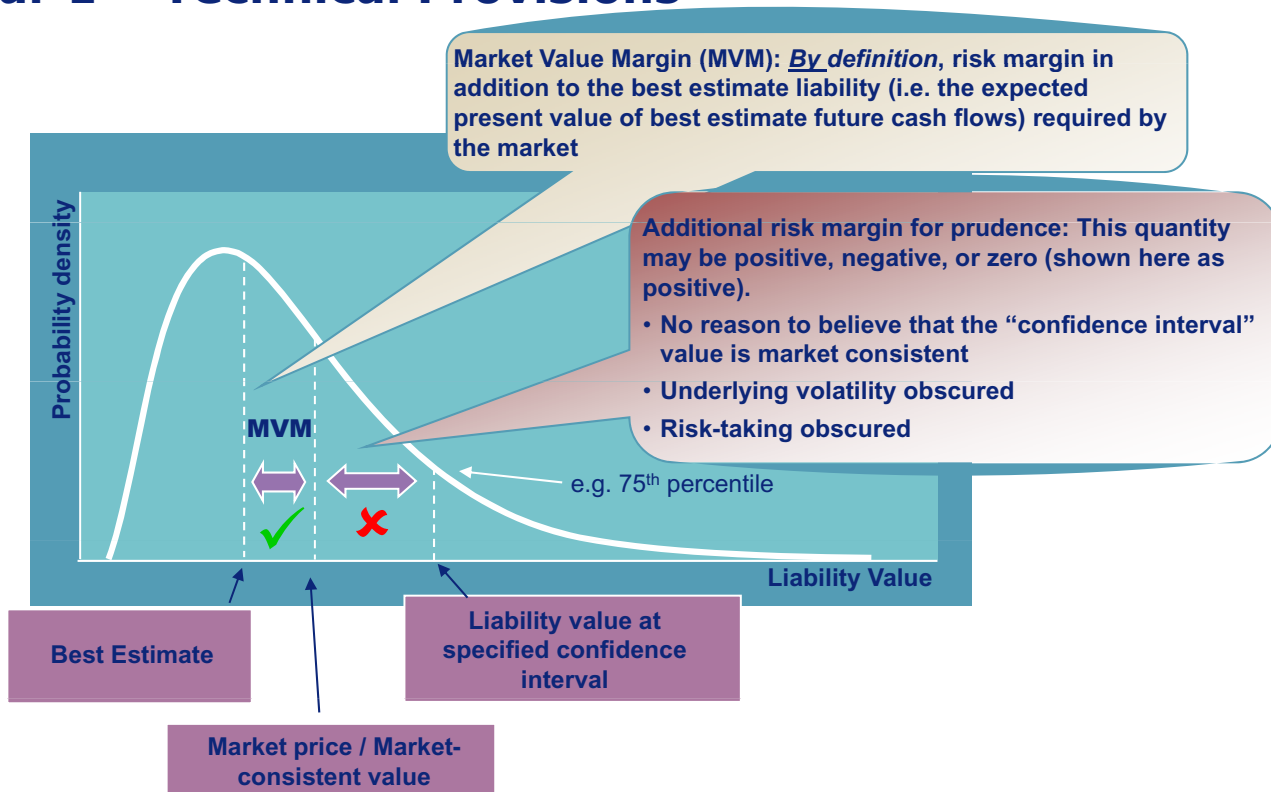 Technical Provisions
Market Value Margin (MVM): By definition, risk margin in
addition to the best estimate liability (i.e. the expected
present value of best estimate future cash flows) required by
the market
Additional risk margin for prudence: This quantity
may be positive, negative, or zero (shown here as
positive).
• No reason to believe that the “confidence interval”
value is market consistent
• Underlying volatility obscured
• Risk-taking obscured
Probability density
MVM
e.g. 75th percentile
Liability Value
Best Estimate
Liability value at
specified confidence
interval
Market price / Market-
consistent value